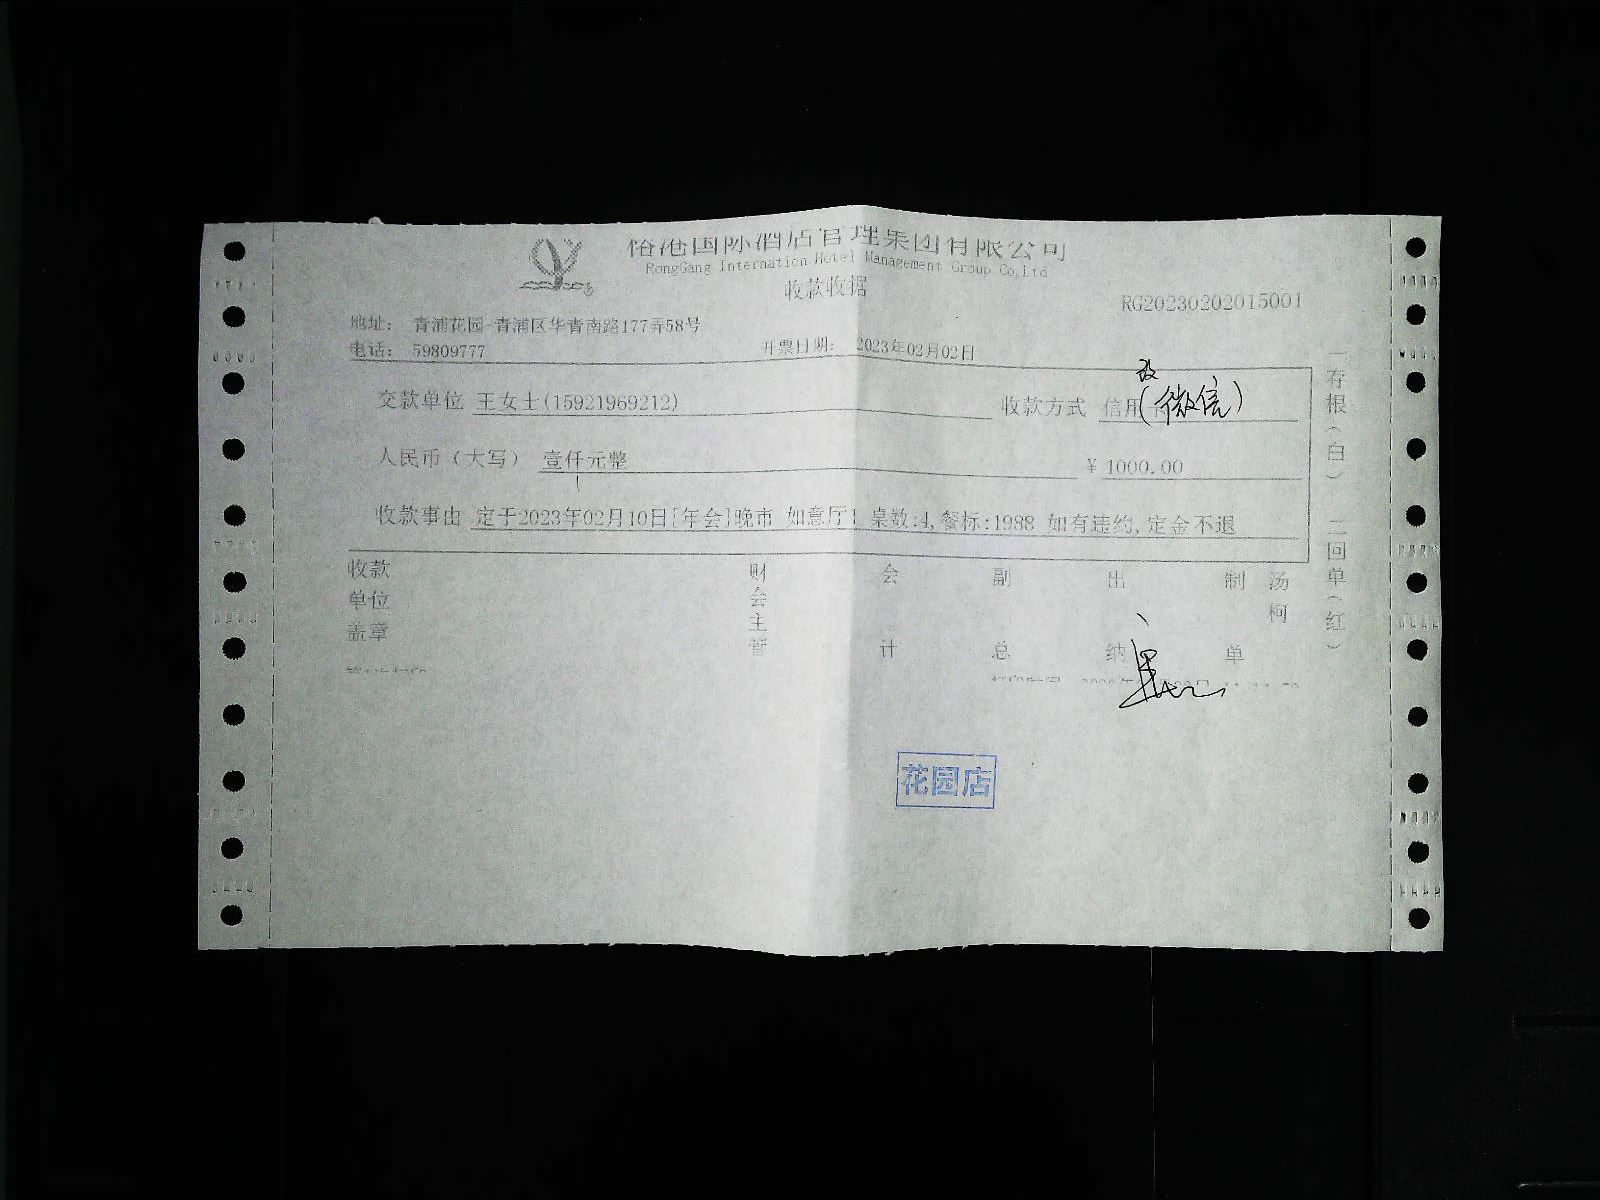 国际酒店管理集团有限公司
RongGang Internation Hotel Management Group Co,Ltd
收款收据
RG20230202015001
地址: 青浦花园-青浦区华青南路177弄58号
电话: 59809777 开票日期: 2023年02月02日
改
交款单位 王女士(15921969212) 收款方式 信用卡(微信)
人民币（大写） 壹仟元整 ¥ 1000.00
收款事由 定于2023年02月10日[年会]晚市 如意厅1 桌数:4,餐标:1988 如有违约,定金不退
收款单位盖章 财会主管 会计 副总 出纳 制单 汤柯
一存根(白) 二回单(红)
花园店